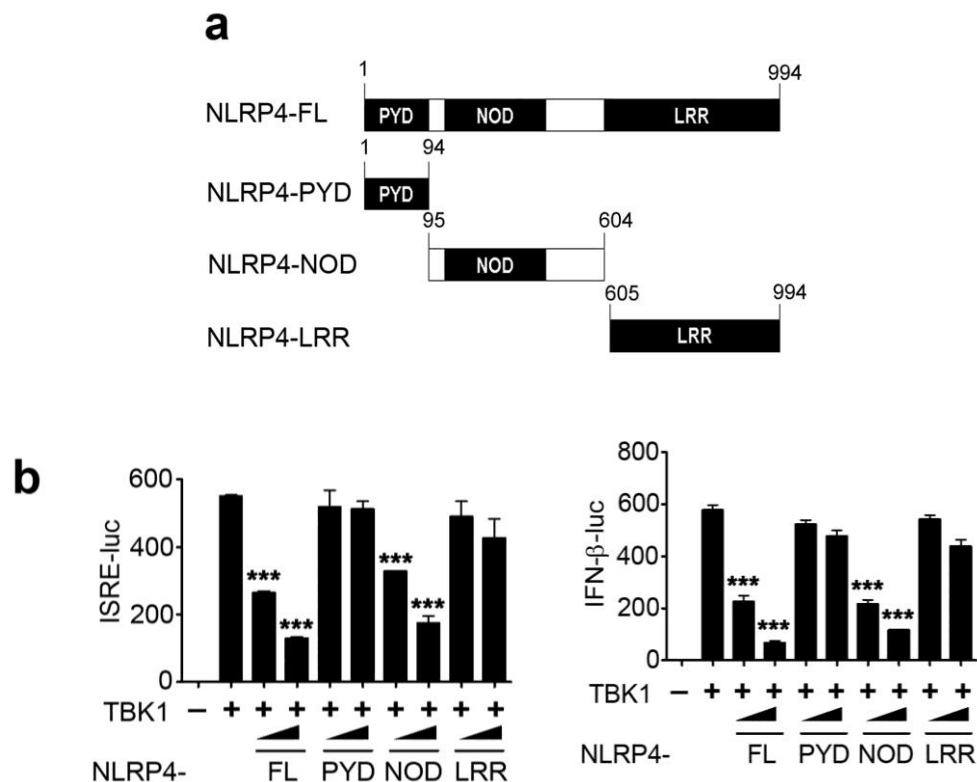 a
1 994
NLRP4-FL PYD NOD LRR
1 94
NLRP4-PYD PYD
95 604
NLRP4-NOD NOD
605 994
NLRP4-LRR LRR
b
ISRE-luc
600
400
200
0
*** *** *** ***
TBK1 – + + + + + + + +
NLRP4- FL PYD NOD LRR
IFN-β-luc
800
600
400
200
0
*** *** *** ***
TBK1 – + + + + + + + + +
NLRP4- FL PYD NOD LRR